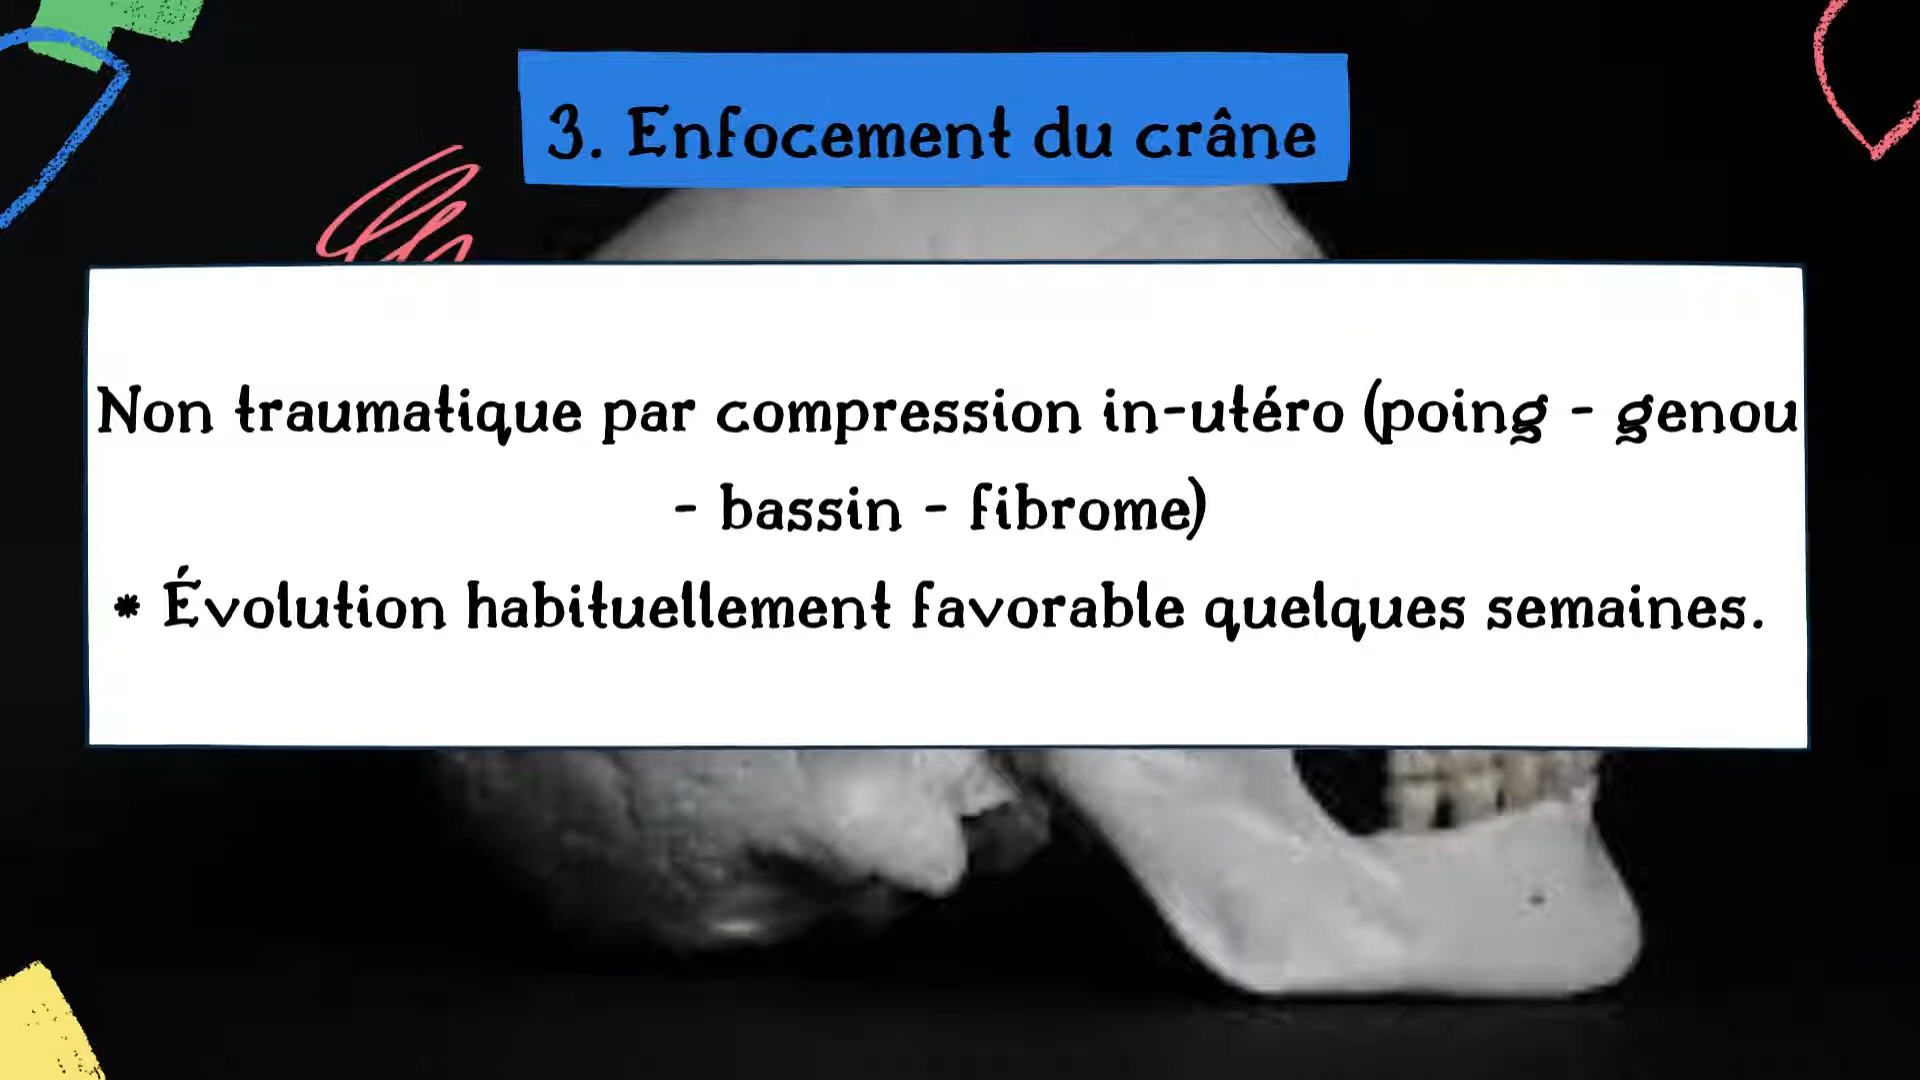 3. Enfocement du crâne
Non traumatique par compression in-utéro (poing - genou
- bassin - fibrome)
* Évolution habituellement favorable quelques semaines.